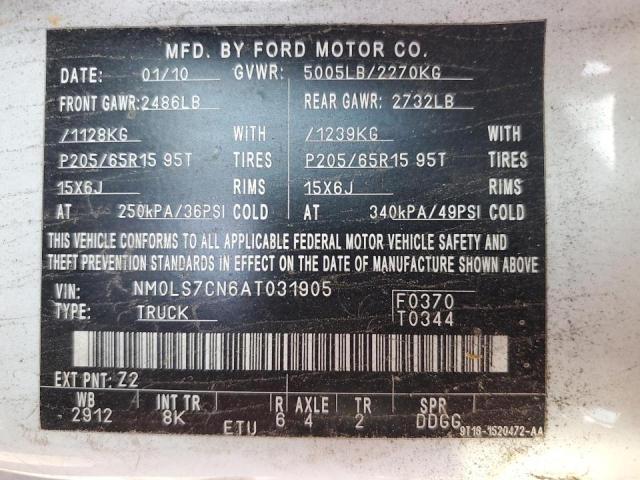 MFD. BY FORD MOTOR CO.
DATE: 01/10 GVWR: 5005LB/2270KG
FRONT GAWR: 2486LB REAR GAWR: 2732LB
/1128KG WITH /1239KG WITH
P205/65R15 95T TIRES P205/65R15 95T TIRES
15X6J RIMS 15X6J RIMS
AT 250kPA/36PSI COLD AT 340kPA/49PSI COLD
THIS VEHICLE CONFORMS TO ALL APPLICABLE FEDERAL MOTOR VEHICLE SAFETY AND
THEFT PREVENTION STANDARDS IN EFFECT ON THE DATE OF MANUFACTURE SHOWN ABOVE
VIN: NM0LS7CN6AT031905 F0370
TYPE: TRUCK T0344
EXT PNT: Z2
WB INT TR R AXLE TR SPR
2912 8K 6 4 2 DDGG
ETU 9T16-1520472-AA